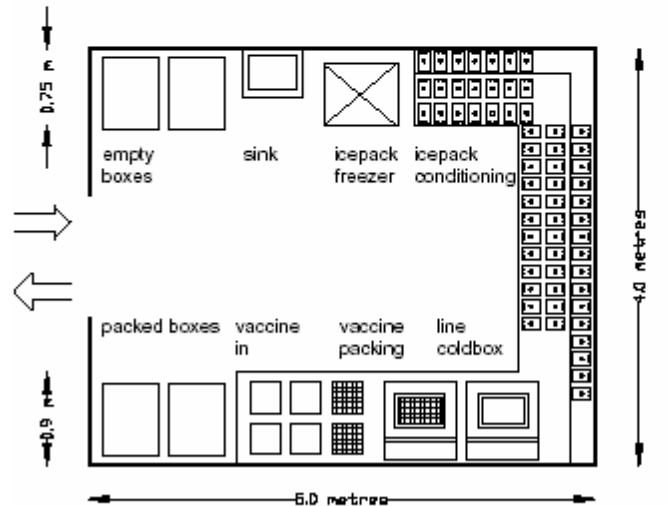 0.75 m
empty
boxes
sink
icepack
freezer
icepack
conditioning
4.0 metres
packed boxes
vaccine
in
vaccine
packing
line
coldbox
0.9 m
5.0 metres